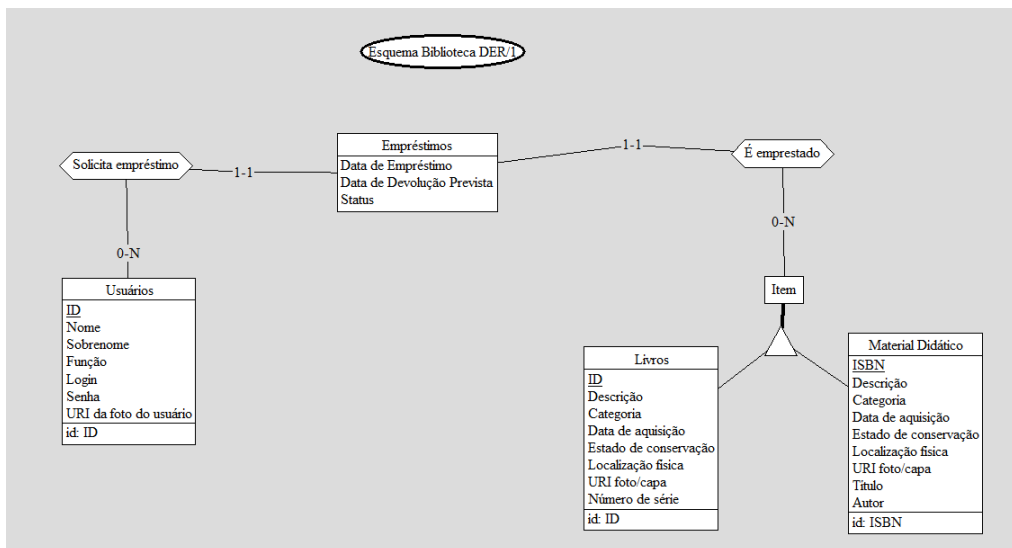 Esquema Biblioteca DER/1
Solicita empréstimo
1-1
Empréstimos
Data de Empréstimo
Data de Devolução Prevista
Status
1-1
É emprestado
0-N
0-N
Usuários
ID
Nome
Sobrenome
Função
Login
Senha
URI da foto do usuário
id: ID
Item
Livros
ID
Descrição
Categoria
Data de aquisição
Estado de conservação
Localização física
URI foto/capa
Número de série
id: ID
Material Didático
ISBN
Descrição
Categoria
Data de aquisição
Estado de conservação
Localização física
URI foto/capa
Título
Autor
id: ISBN